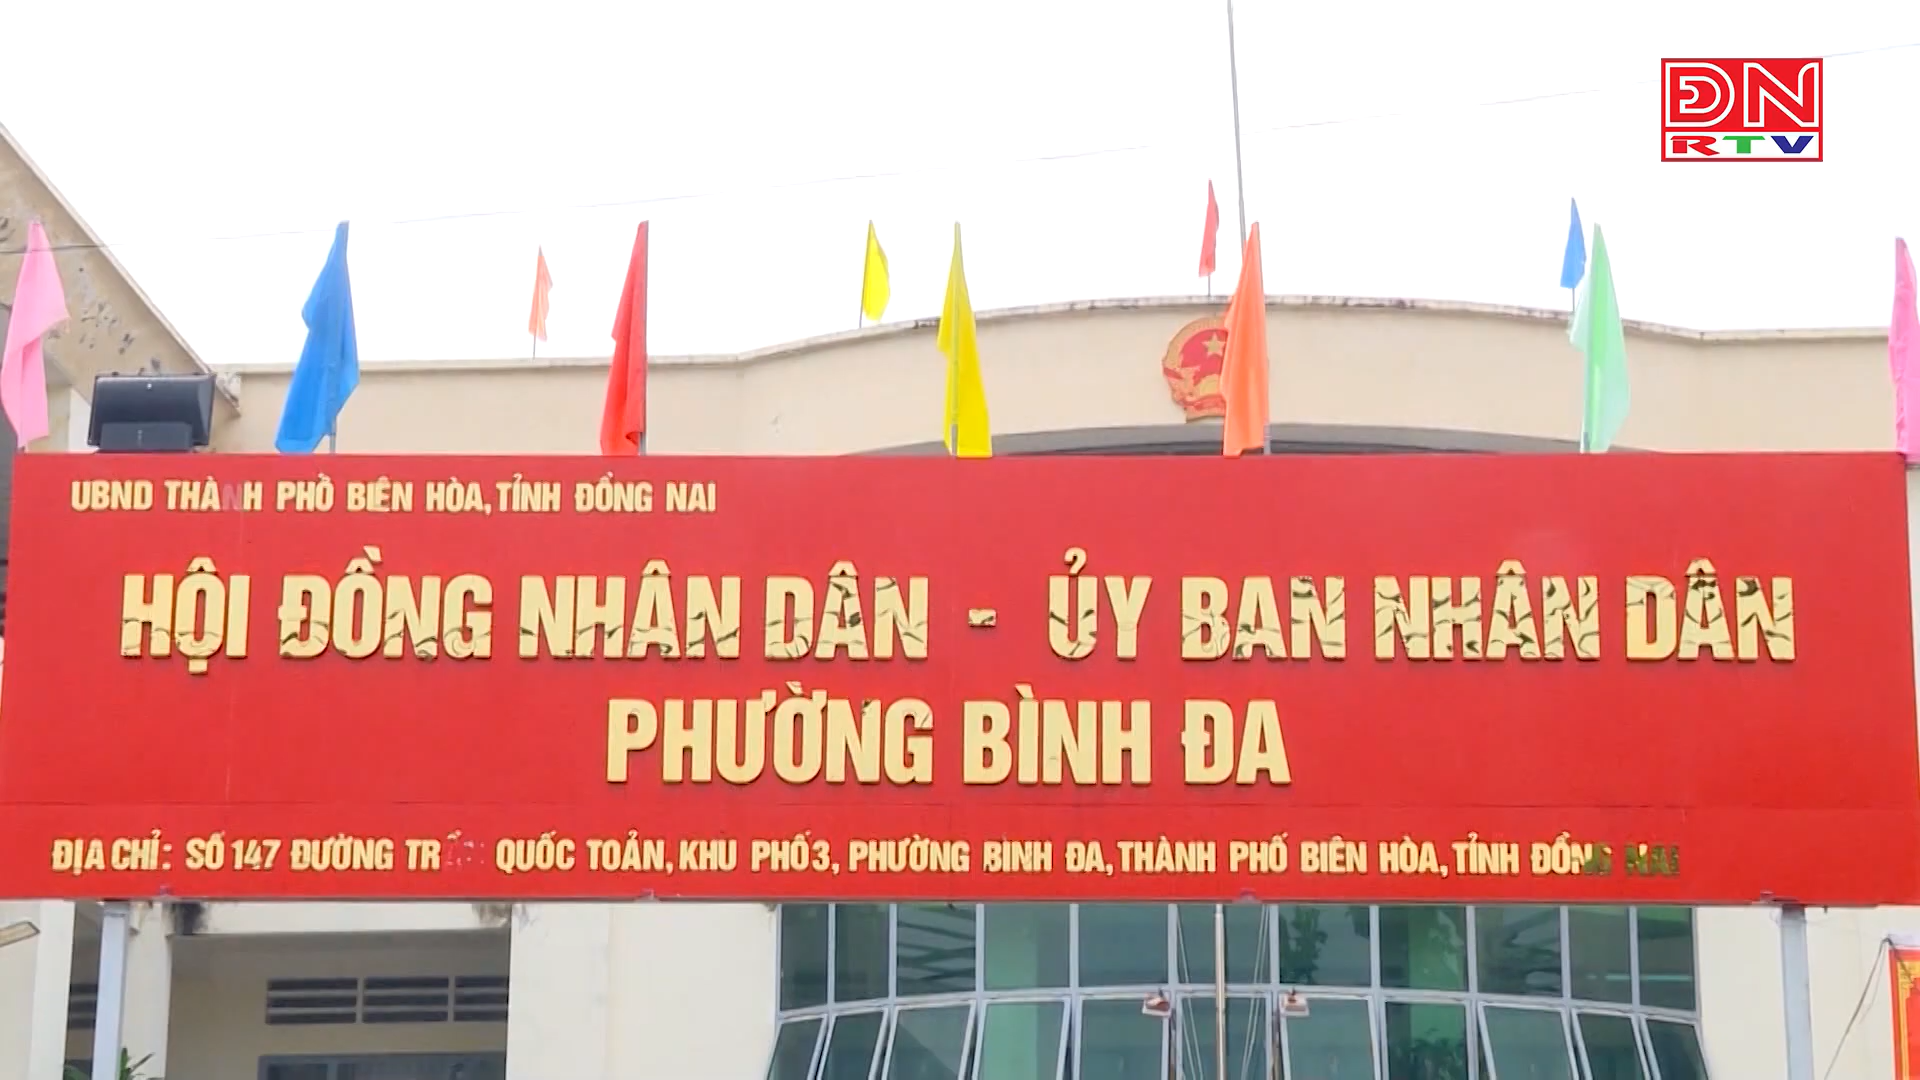 ĐN
RTV
UBND THÀNH PHỐ BIÊN HÒA, TỈNH ĐỒNG NAI
HỘI ĐỒNG NHÂN DÂN - ỦY BAN NHÂN DÂN
PHƯỜNG BÌNH ĐA
ĐỊA CHỈ: SỐ 147 ĐƯỜNG QUỐC TOẢN, KHU PHỐ 3, PHƯỜNG BÌNH ĐA, THÀNH PHỐ BIÊN HÒA, TỈNH ĐỒNG NAI